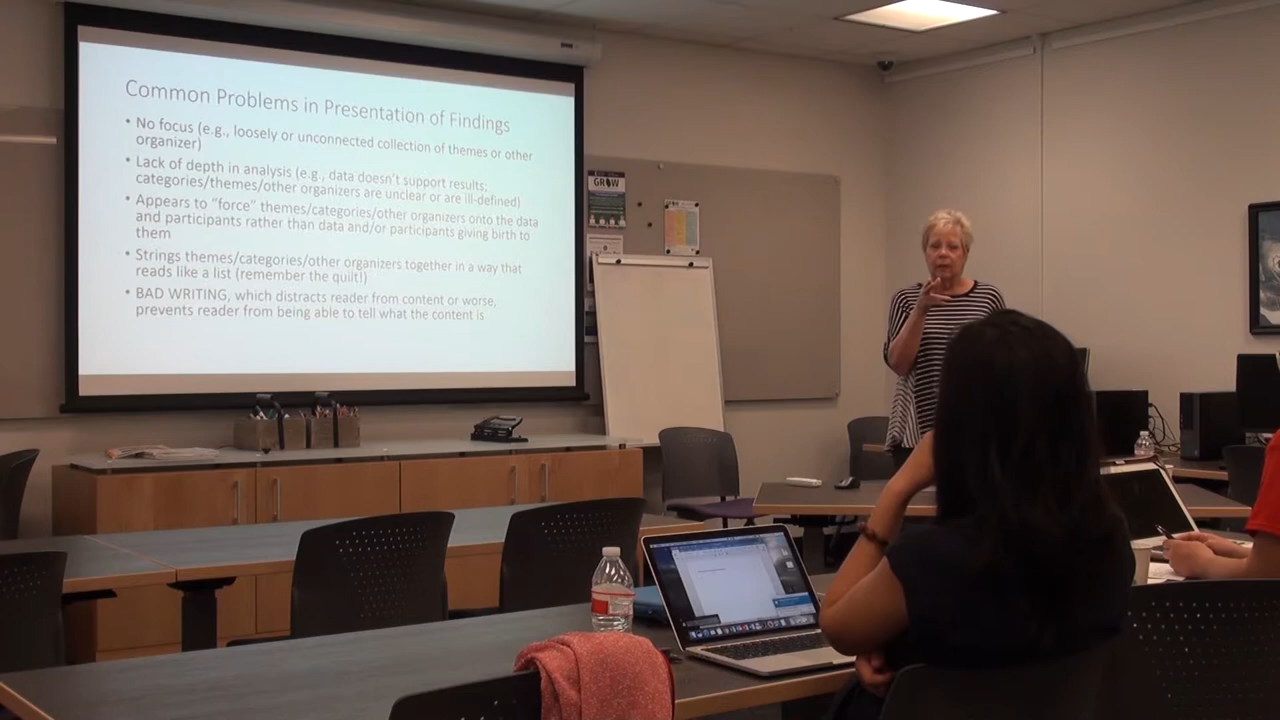 Common Problems in Presentation of Findings
• No focus (e.g., loosely or unconnected collection of themes or other
organizer)
• Lack of depth in analysis (e.g., data doesn't support results;
categories/themes/other organizers are unclear or are ill-defined)
• Appears to "force" themes/categories/other organizers onto the data
and participants rather than data and/or participants giving birth to
them
• Strings themes/categories/other organizers together in a way that
reads like a list (remember the quilt!)
• BAD WRITING, which distracts reader from content or worse,
prevents reader from being able to tell what the content is
GROW